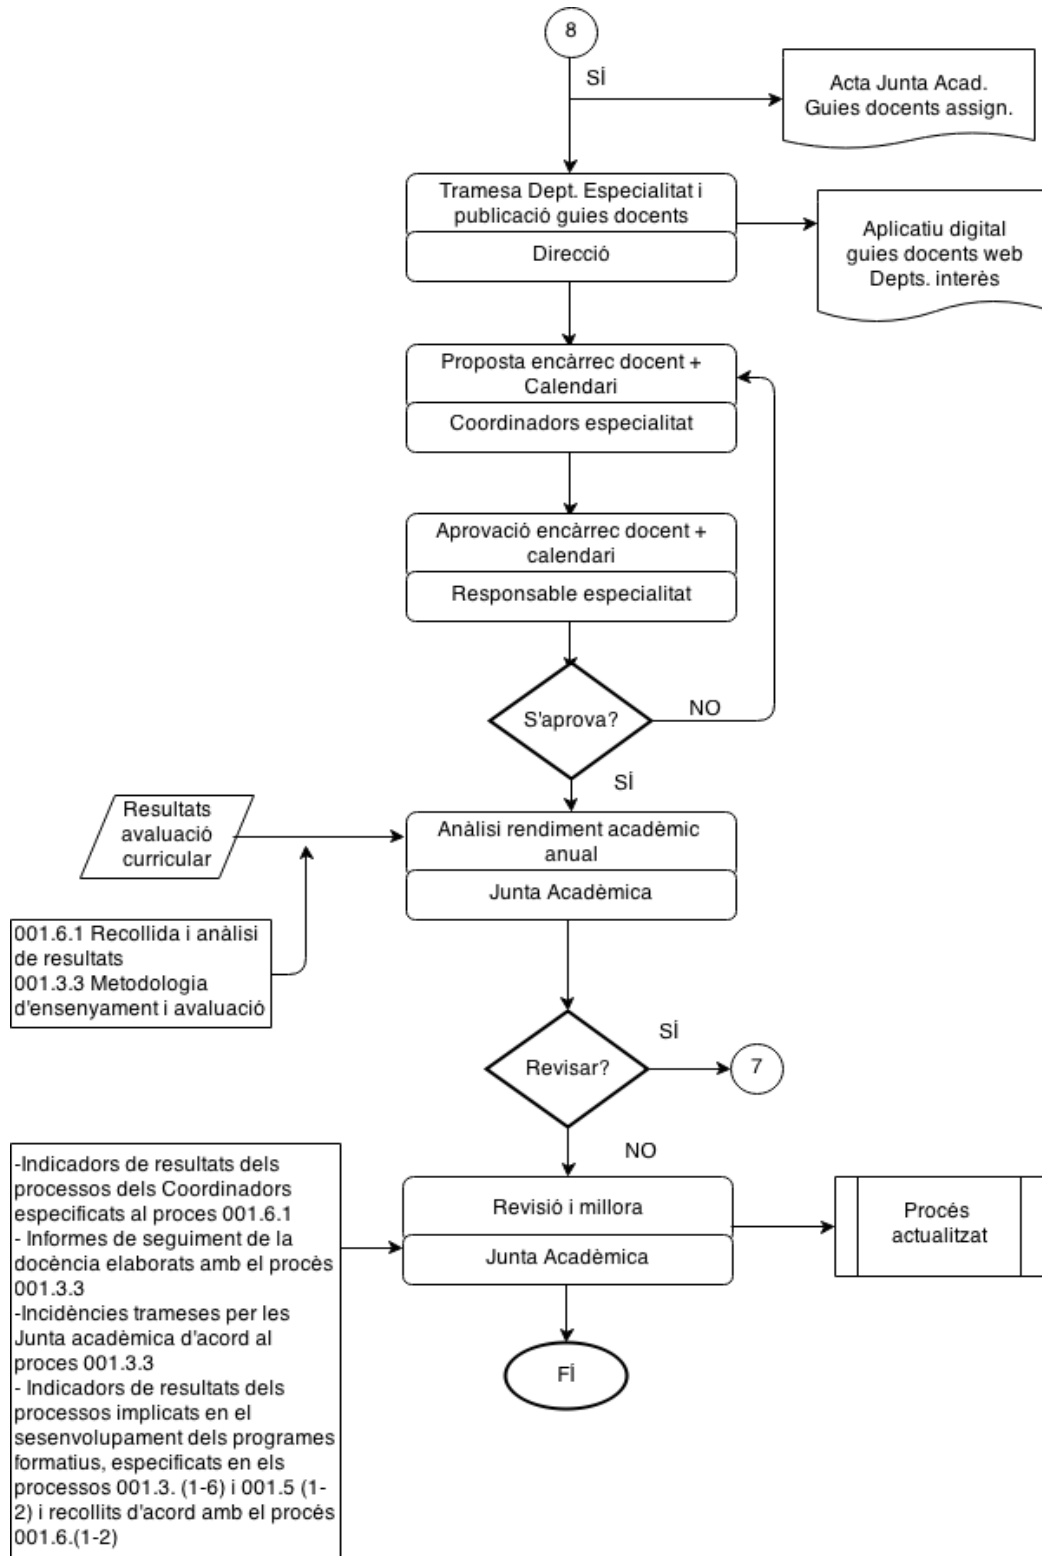 8
SÍ
Acta Junta Acad.
Guies docents assign.
Tramesa Dept. Especialitat i
publicació guies docents
Direcció
Aplicatiu digital
guies docents web
Depts. interès
Proposta encàrrec docent +
Calendari
Coordinadors especialitat
Aprovació encàrrec docent +
calendari
Responsable especialitat
S'aprova?
NO
SÍ
Resultats
avaluació
curricular
Anàlisi rendiment acadèmic
anual
Junta Acadèmica
001.6.1 Recollida i anàlisi
de resultats
001.3.3 Metodologia
d'ensenyament i avaluació
Revisar?
SÍ
7
NO
-Indicadors de resultats dels
processos dels Coordinadors
especificats al proces 001.6.1
- Informes de seguiment de la
docència elaborats amb el procès
001.3.3
-Incidències trameses per les
Junta acadèmica d'acord al
proces 001.3.3
- Indicadors de resultats dels
processos implicats en el
sesenvolupament dels programes
formatius, especificats en els
processos 001.3. (1-6) i 001.5 (1-
2) i recollits d'acord amb el procés
001.6.(1-2)
Revisió i millora
Junta Acadèmica
Procés
actualitzat
FÍ